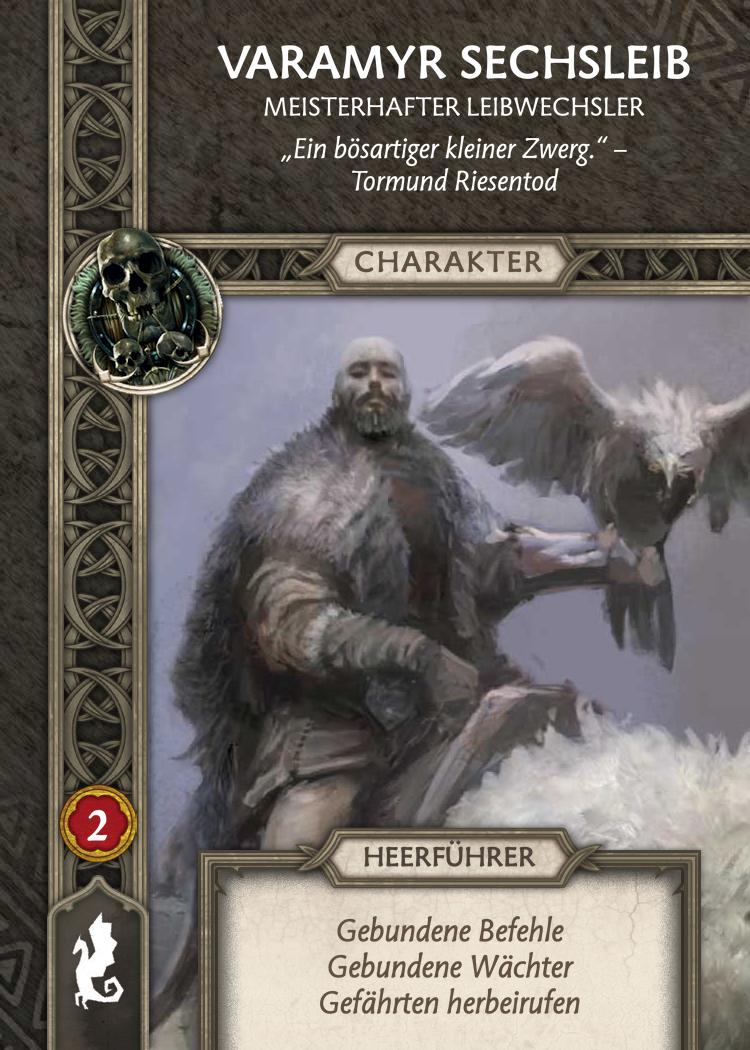 VARAMYR SECHSLEIB
MEISTERHAFTER LEIBWECHSLER
„Ein bösartiger kleiner Zwerg.“ –
Tormund Riesentod
CHARAKTER
2
HEERFÜHRER
Gebundene Befehle
Gebundene Wächter
Gefährten herbeirufen